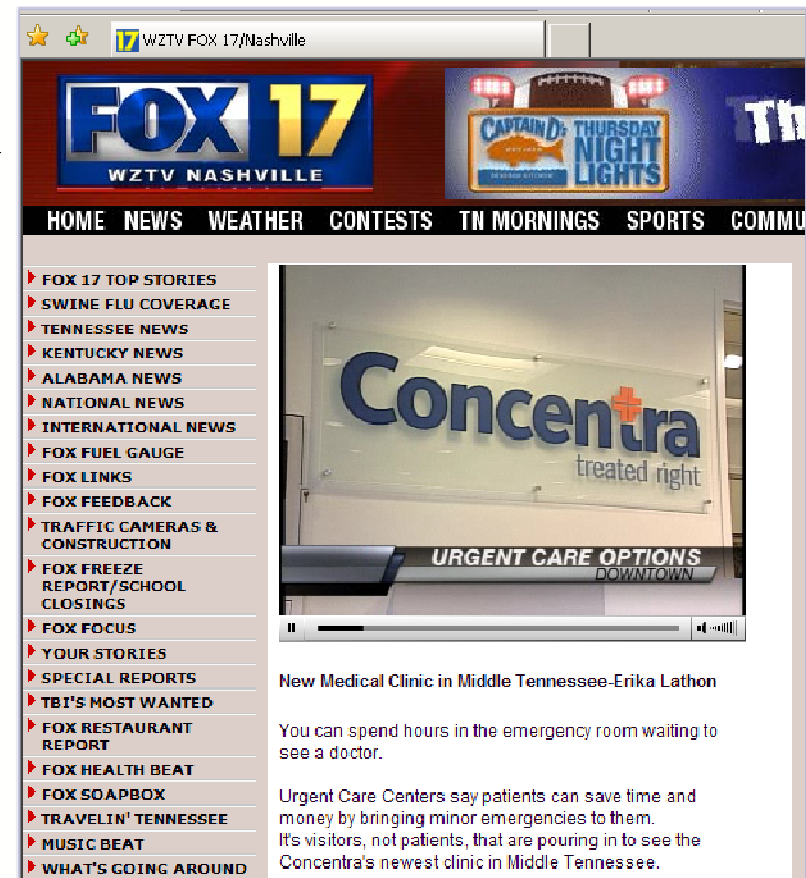 WZTV FOX 17/Nashville
FOX 17
WZTV NASHVILLE
CAPTAIN D's
THURSDAY
NIGHT
LIGHTS
Th
HOME NEWS WEATHER CONTESTS TN MORNINGS SPORTS COMMU
FOX 17 TOP STORIES
SWINE FLU COVERAGE
TENNESSEE NEWS
KENTUCKY NEWS
ALABAMA NEWS
NATIONAL NEWS
INTERNATIONAL NEWS
FOX FUEL GAUGE
FOX LINKS
FOX FEEDBACK
TRAFFIC CAMERAS &
CONSTRUCTION
FOX FREEZE
REPORT/SCHOOL
CLOSINGS
FOX FOCUS
YOUR STORIES
SPECIAL REPORTS
TBI'S MOST WANTED
FOX RESTAURANT
REPORT
FOX HEALTH BEAT
FOX SOAPBOX
TRAVELIN' TENNESSEE
MUSIC BEAT
WHAT'S GOING AROUND
Concentra
treated right
URGENT CARE OPTIONS
DOWNTOWN
New Medical Clinic in Middle Tennessee-Erika Lathon
You can spend hours in the emergency room waiting to
see a doctor.
Urgent Care Centers say patients can save time and
money by bringing minor emergencies to them.
It's visitors, not patients, that are pouring in to see the
Concentra's newest clinic in Middle Tennessee.